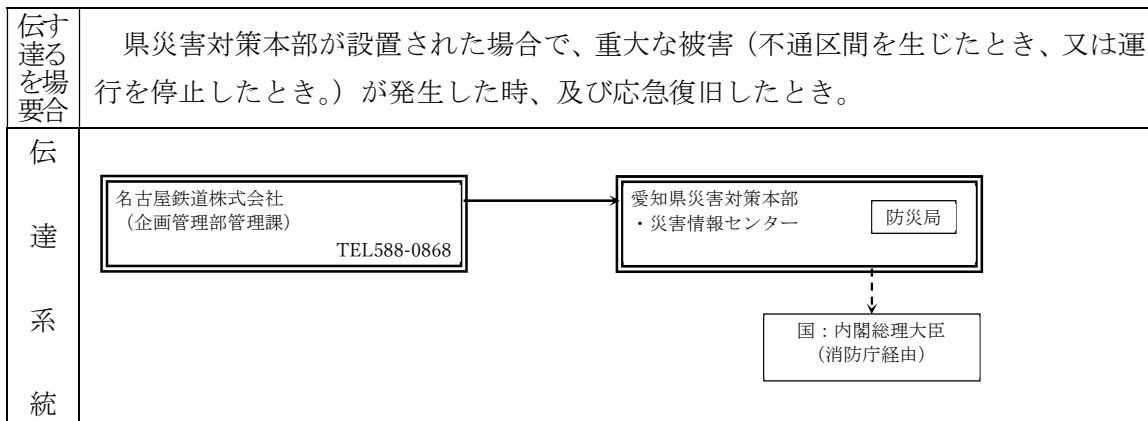 伝達を要
する場合
県災害対策本部が設置された場合で、重大な被害（不通区間を生じたとき、又は運
行を停止したとき。）が発生した時、及び応急復旧したとき。
伝達系統
名古屋鉄道株式会社
（企画管理部管理課）
TEL588-0868
愛知県災害対策本部
・災害情報センター
防災局
国：内閣総理大臣
（消防庁経由）